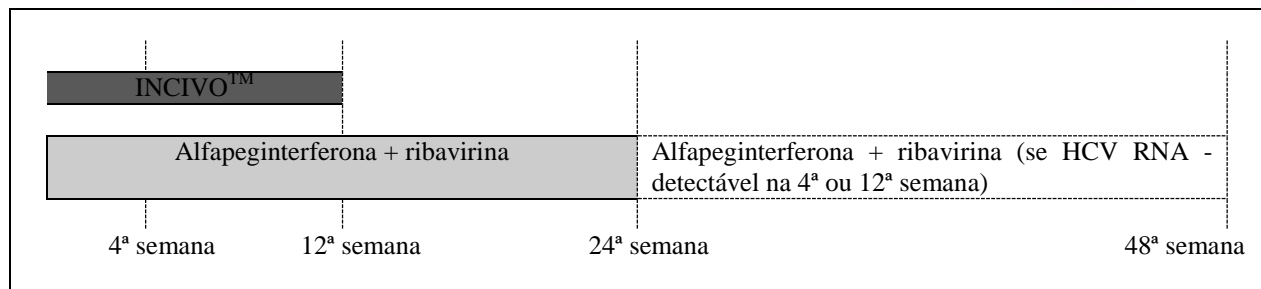 INCIVO™
Alfapeginterferona + ribavirina
Alfapeginterferona + ribavirina (se HCV RNA -
detectável na 4ª ou 12ª semana)
4ª semana
12ª semana
24ª semana
48ª semana